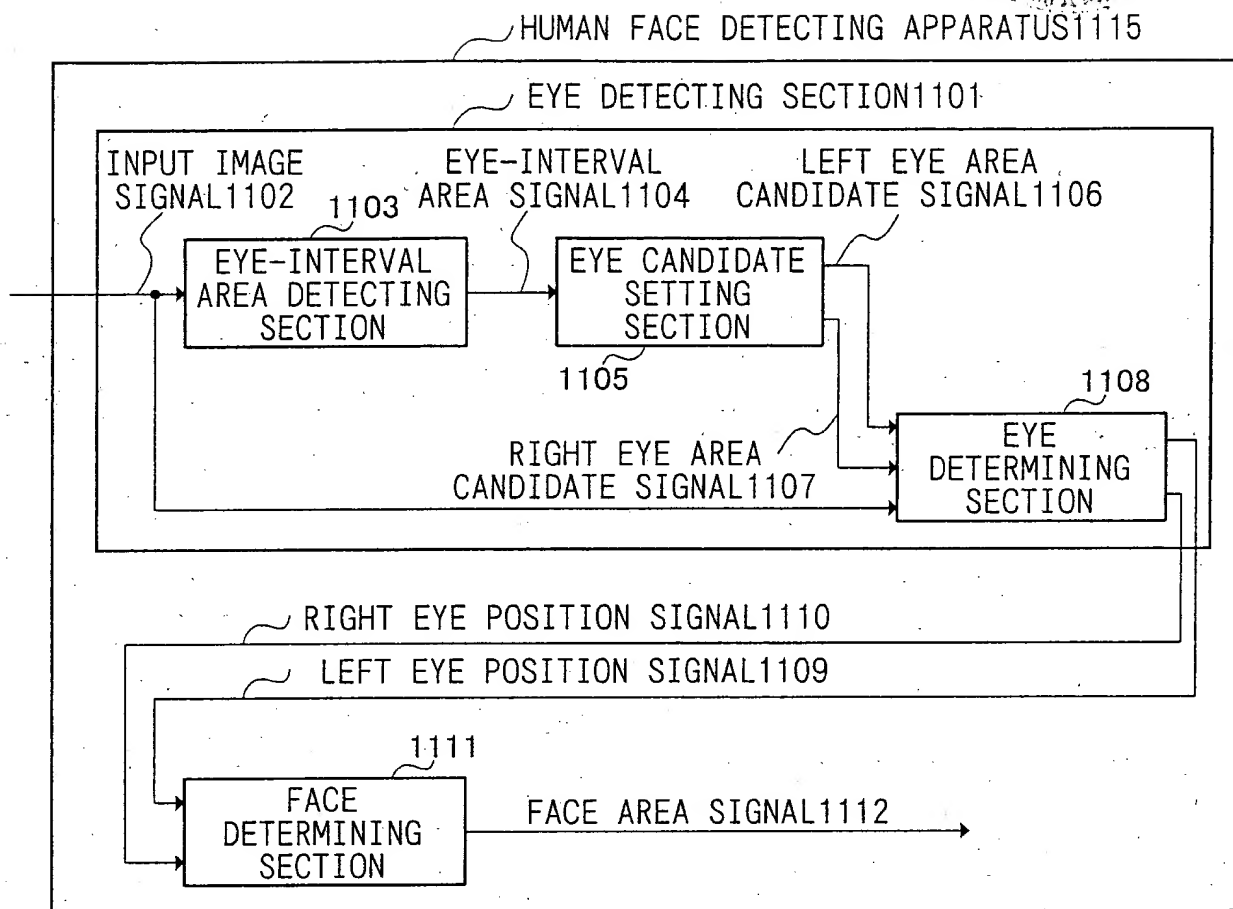 HUMAN FACE DETECTING APPARATUS1115
EYE DETECTING SECTION1101
INPUT IMAGE
SIGNAL1102
EYE-INTERVAL
AREA SIGNAL1104
LEFT EYE AREA
CANDIDATE SIGNAL1106
1103
EYE-INTERVAL
AREA DETECTING
SECTION
EYE CANDIDATE
SETTING
SECTION
1105
1108
EYE
DETERMINING
SECTION
RIGHT EYE AREA
CANDIDATE SIGNAL1107
RIGHT EYE POSITION SIGNAL1110
LEFT EYE POSITION SIGNAL1109
1111
FACE
DETERMINING
SECTION
FACE AREA SIGNAL1112